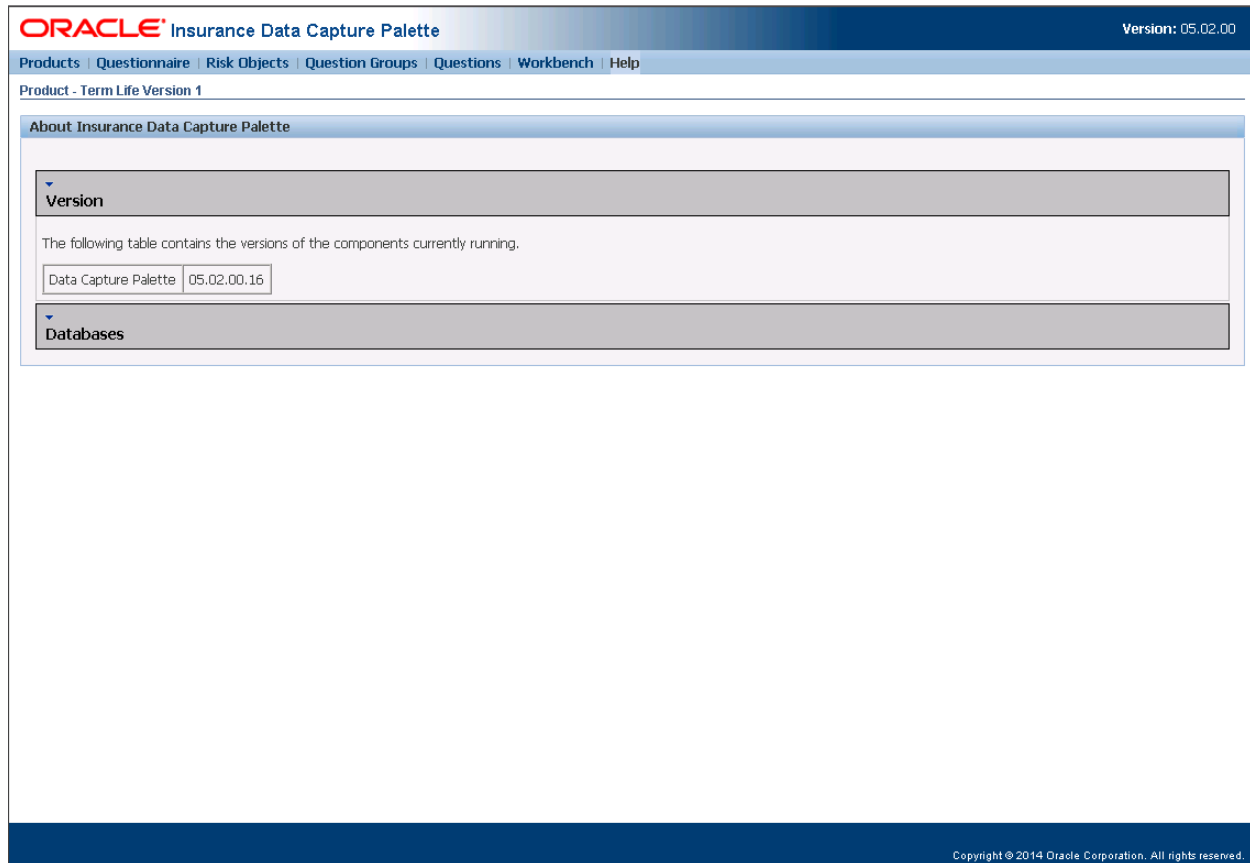 ORACLE® Insurance Data Capture Palette
Version: 05.02.00
Products | Questionnaire | Risk Objects | Question Groups | Questions | Workbench | Help
Product - Term Life Version 1
About Insurance Data Capture Palette
Version
The following table contains the versions of the components currently running.
Data Capture Palette 05.02.00.16
Databases
Copyright © 2014 Oracle Corporation. All rights reserved.